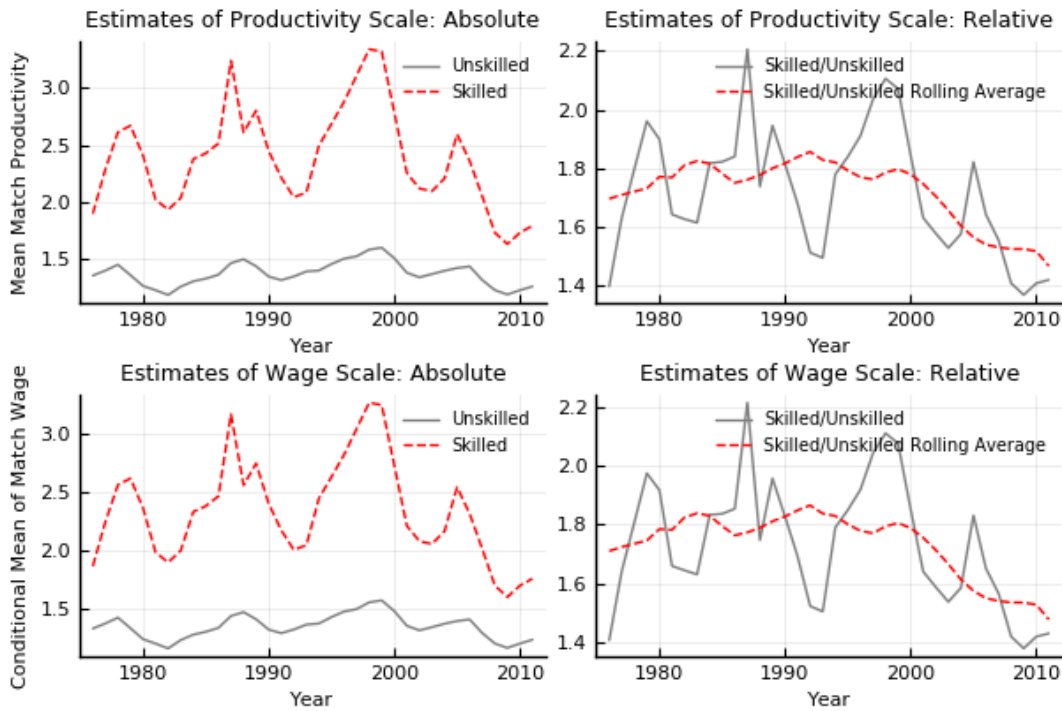 Estimates of Productivity Scale: Absolute
Mean Match Productivity
3.0
2.5
2.0
1.5
Unskilled
Skilled
1980
1990
2000
2010
Year
Estimates of Productivity Scale: Relative
2.2
2.0
1.8
1.6
1.4
Skilled/Unskilled
Skilled/Unskilled Rolling Average
1980
1990
2000
2010
Year
Estimates of Wage Scale: Absolute
Conditional Mean of Match Wage
3.0
2.5
2.0
1.5
Unskilled
Skilled
1980
1990
2000
2010
Year
Estimates of Wage Scale: Relative
2.2
2.0
1.8
1.6
1.4
Skilled/Unskilled
Skilled/Unskilled Rolling Average
1980
1990
2000
2010
Year